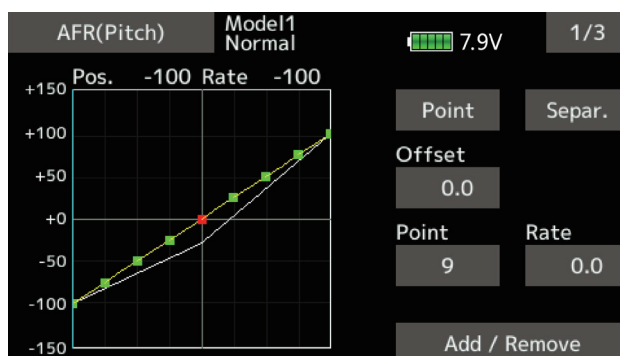 AFR(Pitch)
Model1
Normal
7.9V
1/3
Pos. -100 Rate -100
+150
+100
+50
+0
-50
-100
-150
Point
Separ.
Offset
0.0
Point
Rate
9
0.0
Add / Remove